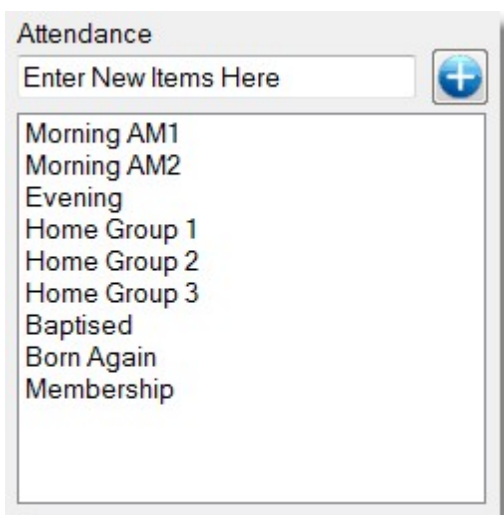 Attendance
Enter New Items Here
Morning AM1
Morning AM2
Evening
Home Group 1
Home Group 2
Home Group 3
Baptised
Born Again
Membership